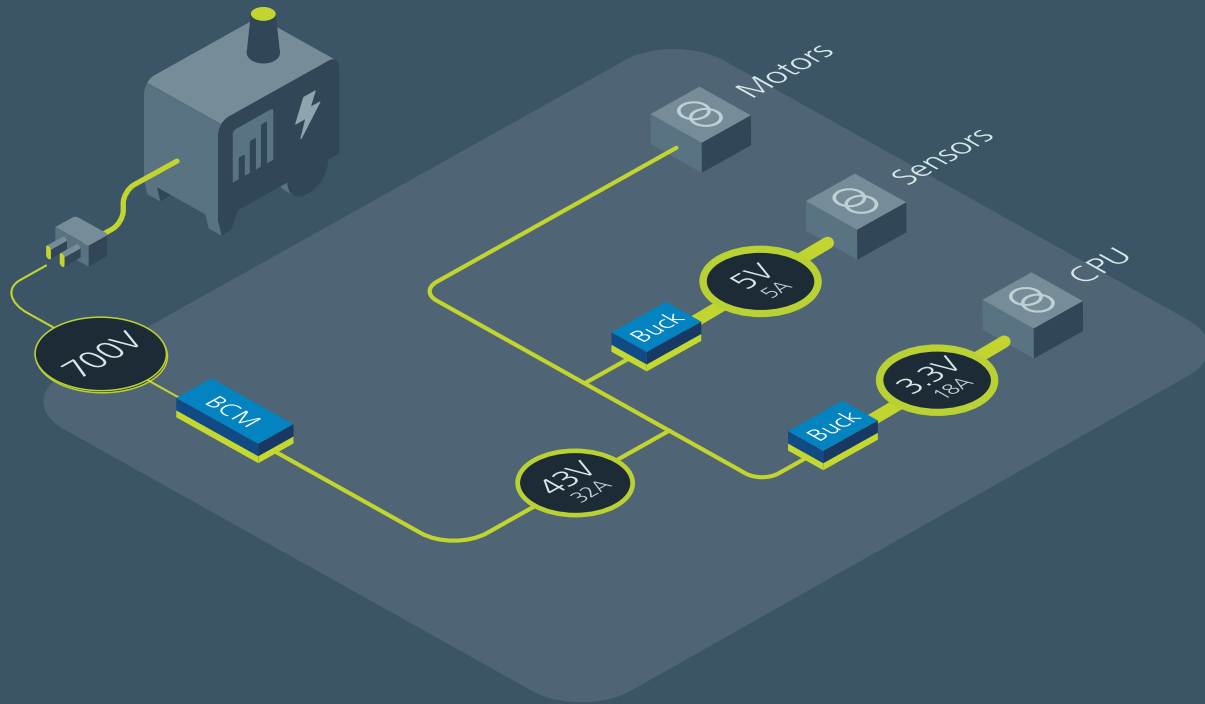 Motors
Sensors
CPU
5V
5A
Buck
700V
3.3V
18A
BCM
Buck
43V
32A